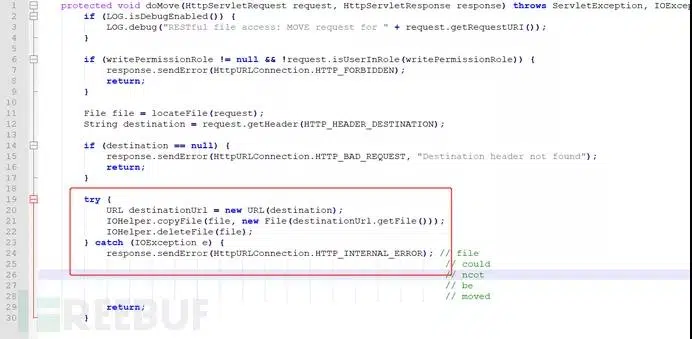 1 protected void doMove(HttpServletRequest request, HttpServletResponse response) throws ServletException, IOExce
2 if (LOG.isDebugEnabled()) {
3 LOG.debug("RESTful file access: MOVE request for " + request.getRequestURI());
4 }
5
6 if (writePermissionRole != null && !request.isUserInRole(writePermissionRole)) {
7 response.sendError(HttpURLConnection.HTTP_FORBIDDEN);
8 return;
9 }
10
11 File file = locateFile(request);
12 String destination = request.getHeader(HTTP_HEADER_DESTINATION);
13
14 if (destination == null) {
15 response.sendError(HttpURLConnection.HTTP_BAD_REQUEST, "Destination header not found");
16 return;
17 }
18
19 try {
20 URL destinationUrl = new URL(destination);
21 IOHelper.copyFile(file, new File(destinationUrl.getFile()));
22 IOHelper.deleteFile(file);
23 } catch (IOException e) {
24 response.sendError(HttpURLConnection.HTTP_INTERNAL_ERROR); // file
25 // could
26 // ncot
27 // be
28 // moved
29 return;
30 }
FREEBUF